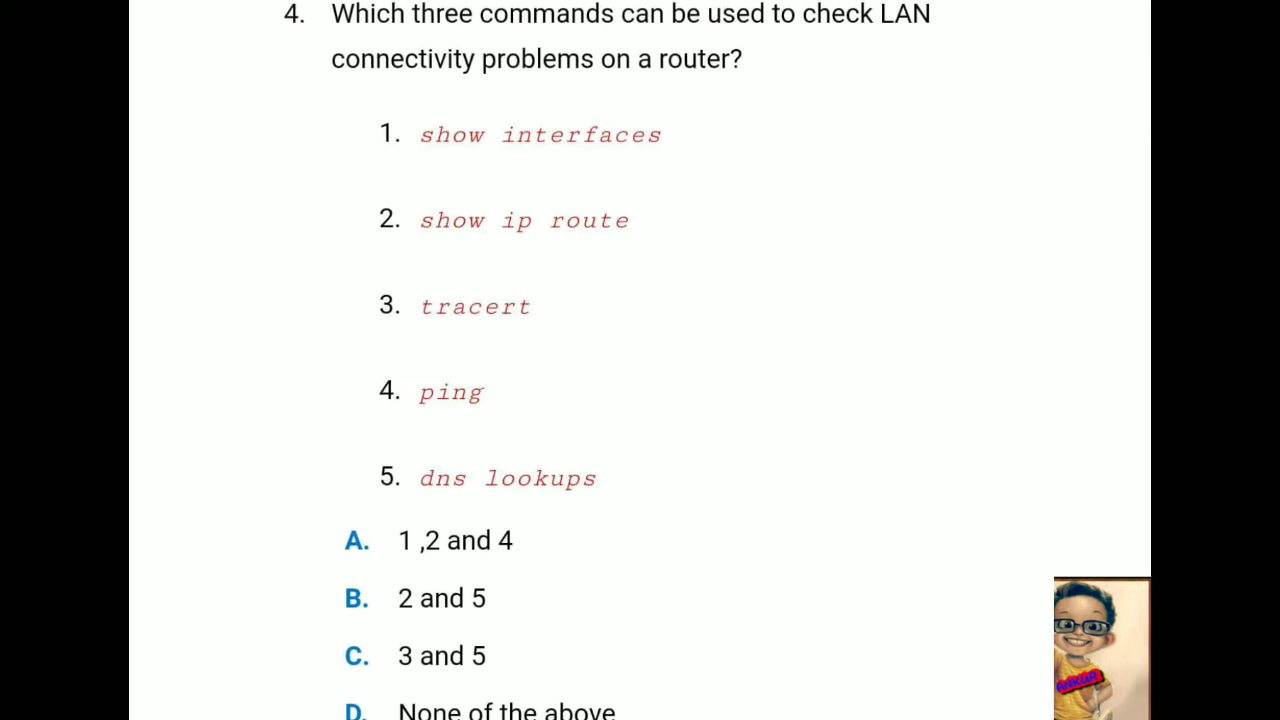 4. Which three commands can be used to check LAN
connectivity problems on a router?
1. show interfaces
2. show ip route
3. tracert
4. ping
5. dns lookups
A. 1 ,2 and 4
B. 2 and 5
C. 3 and 5
D. None of the above
ANKUR